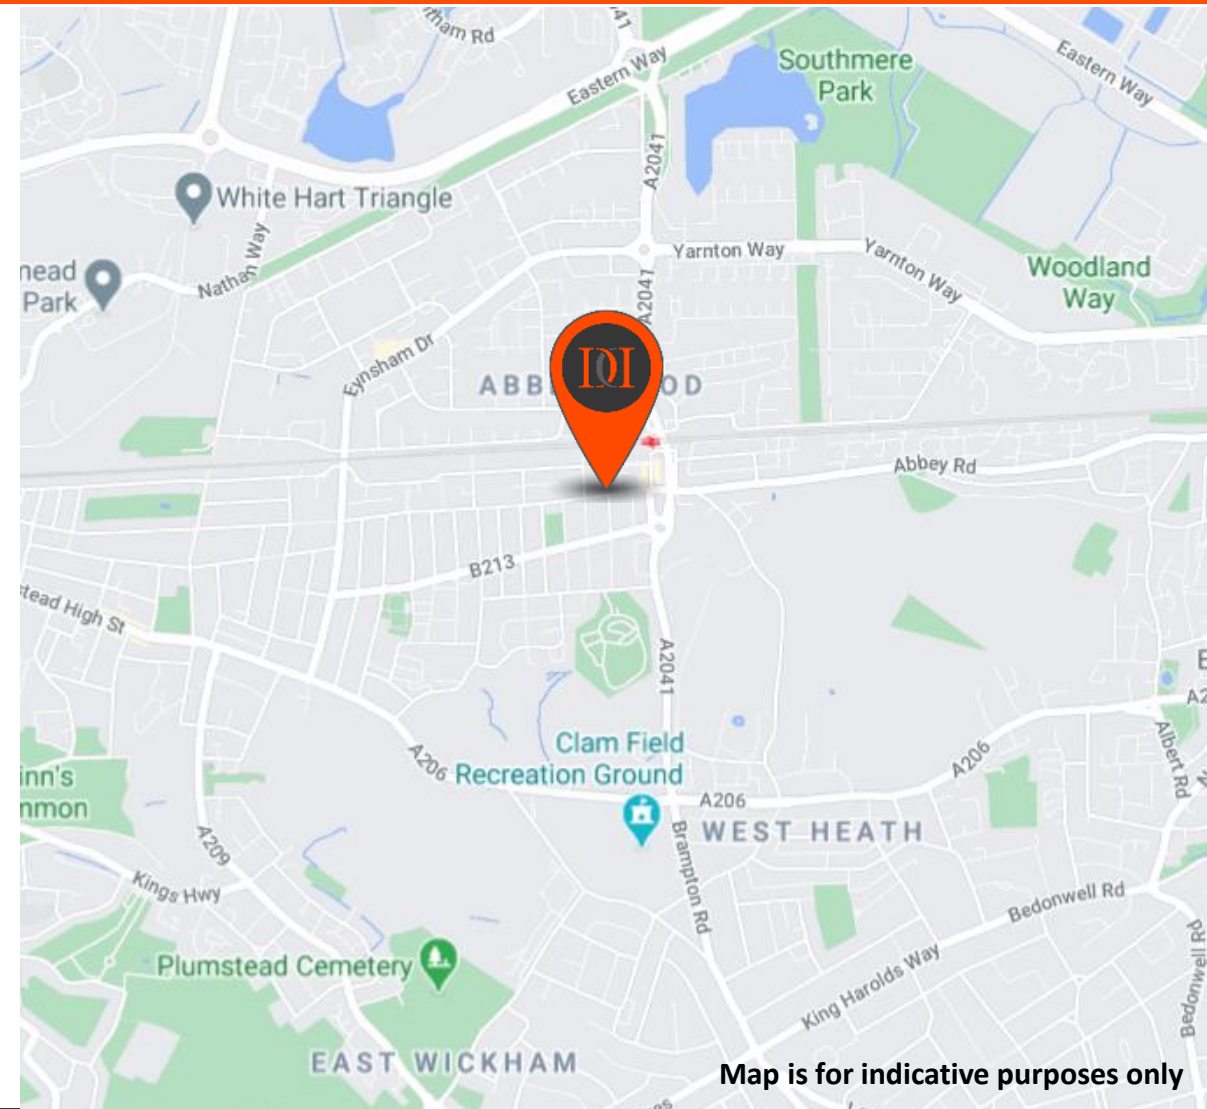 Eastern Way
Southmere
Park
Eastern Way
A2041
White Hart Triangle
Nathan Way
Park
Yarnton Way
Yarnton Way
Woodland
Way
A2041
Eynsham Dr
ABB
OD
Abbey Rd
B213
High St
A2041
A206
Clam Field
Recreation Ground
A206
A206
WEST HEATH
Albert Rd
A209
Kings Hwy
Brampton Rd
Bedonwell Rd
Bedonwell Rd
King Harolds Way
Plumstead Cemetery
EAST WICKHAM
Map is for indicative purposes only